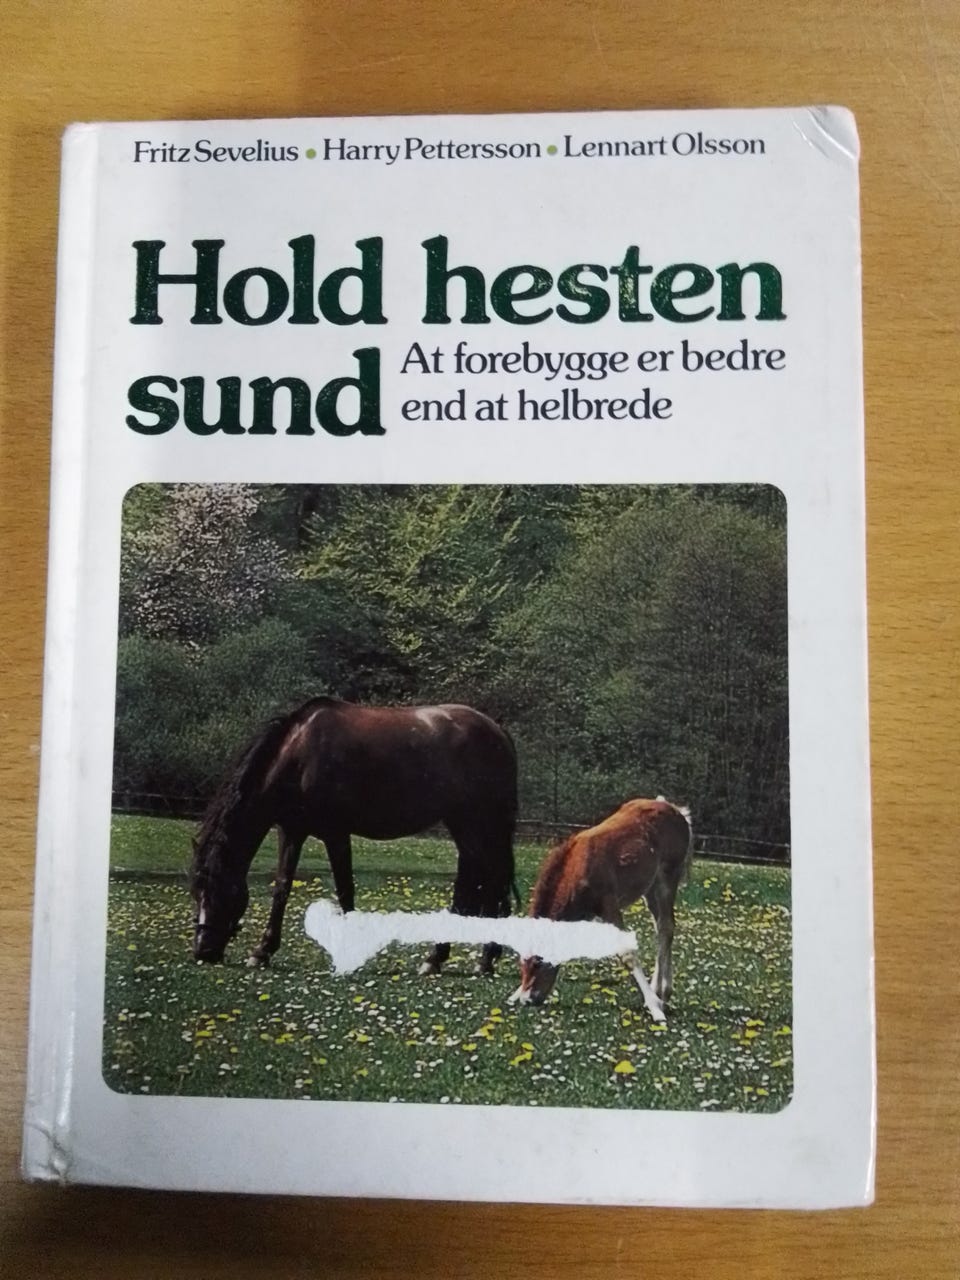 Fritz Sevelius • Harry Pettersson • Lennart Olsson
Hold hesten
sund
At forebygge er bedre
end at helbrede